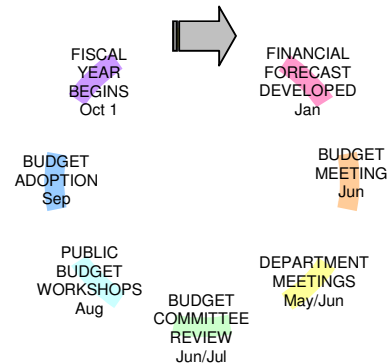 FISCAL
YEAR
BEGINS
Oct 1
FINANCIAL
FORECAST
DEVELOPED
Jan
BUDGET
MEETING
Jun
DEPARTMENT
MEETINGS
May/Jun
BUDGET
COMMITTEE
REVIEW
Jun/Jul
PUBLIC
BUDGET
WORKSHOPS
Aug
BUDGET
ADOPTION
Sep